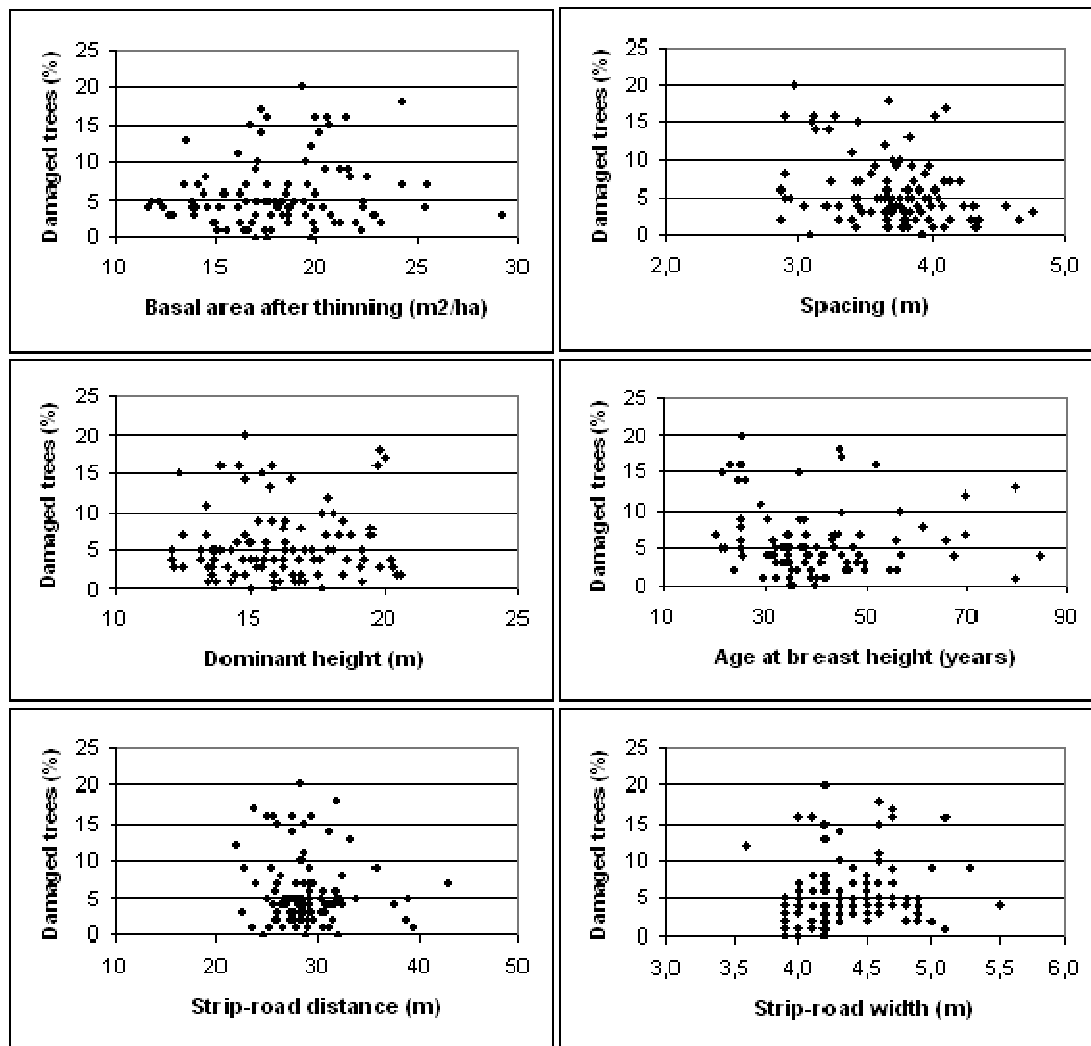 Damaged trees (%)
25
20
15
10
5
0
10 15 20 25 30
Basal area after thinning (m2/ha)
Damaged trees (%)
25
20
15
10
5
0
2,0 3,0 4,0 5,0
Spacing (m)
Damaged trees (%)
25
20
15
10
5
0
10 15 20 25
Dominant height (m)
Damaged trees (%)
25
20
15
10
5
0
10 30 50 70 90
Age at breast height (years)
Damaged trees (%)
25
20
15
10
5
0
10 20 30 40 50
Strip-road distance (m)
Damaged trees (%)
25
20
15
10
5
0
3,0 3,5 4,0 4,5 5,0 5,5 6,0
Strip-road width (m)